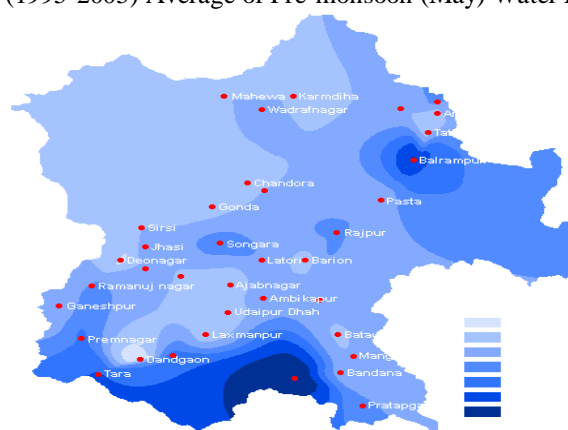 (1995-2005) Average of Pre-monsoon (May) Water
Mahewa
Karmdiha
Wadrafnagar
Balrampur
Chandora
Pasta
Gonda
Sirsi
Rajpur
Jhasi
Songara
Deonagar
Latori
Barion
Ramanuj nagar
Ajabnagar
Ambikapur
Ganeshpur
Udaipur Dhah
Premnagar
Laxmanpur
Dandgaon
Tara
Bandana